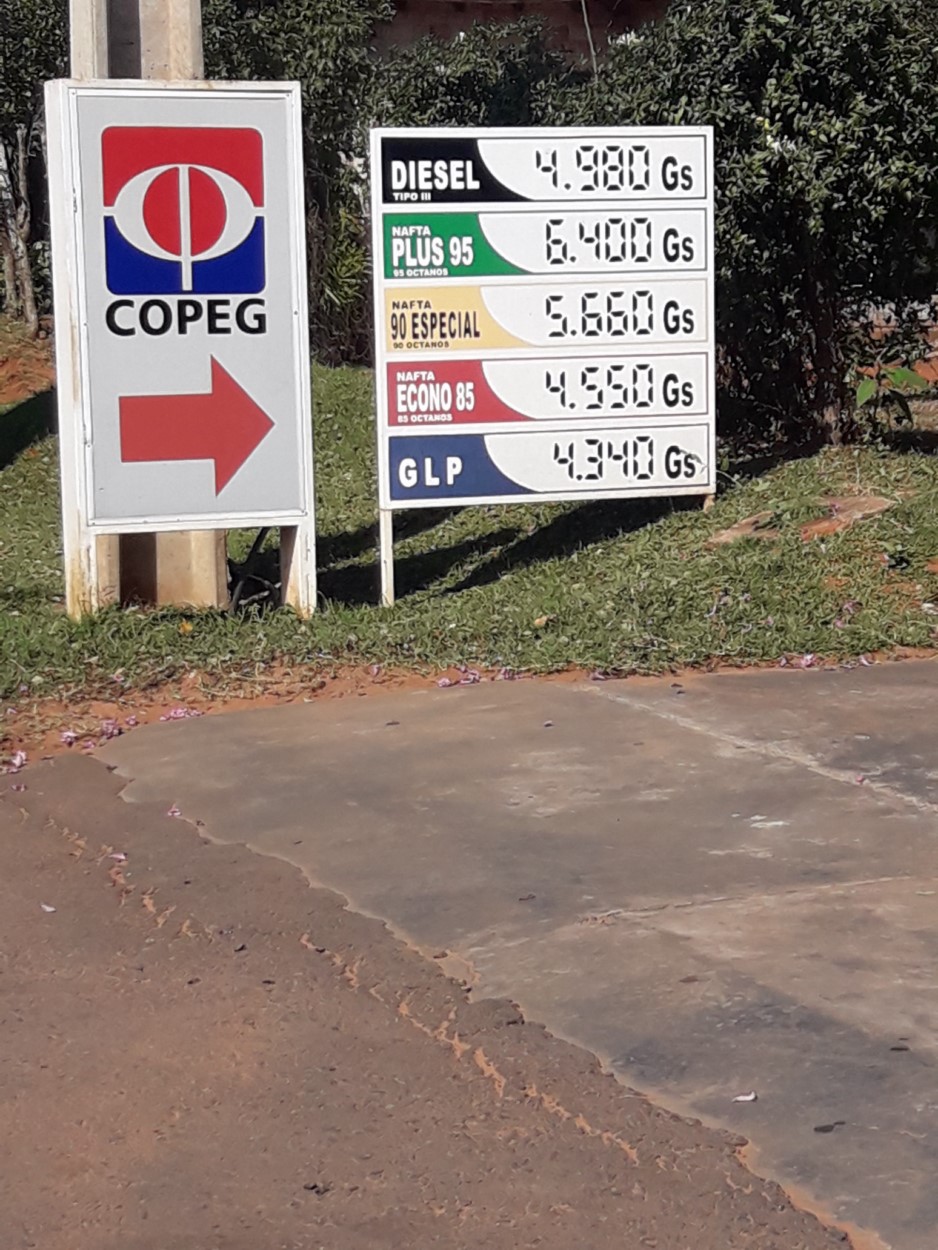 COPEG
DIESEL
TIPO III
4.980 Gs
NAFTA
PLUS 95
95 OCTANOS
6.400 Gs
NAFTA
90 ESPECIAL
90 OCTANOS
5.660 Gs
NAFTA
ECONO 85
85 OCTANOS
4.550 Gs
GLP
4.340 Gs